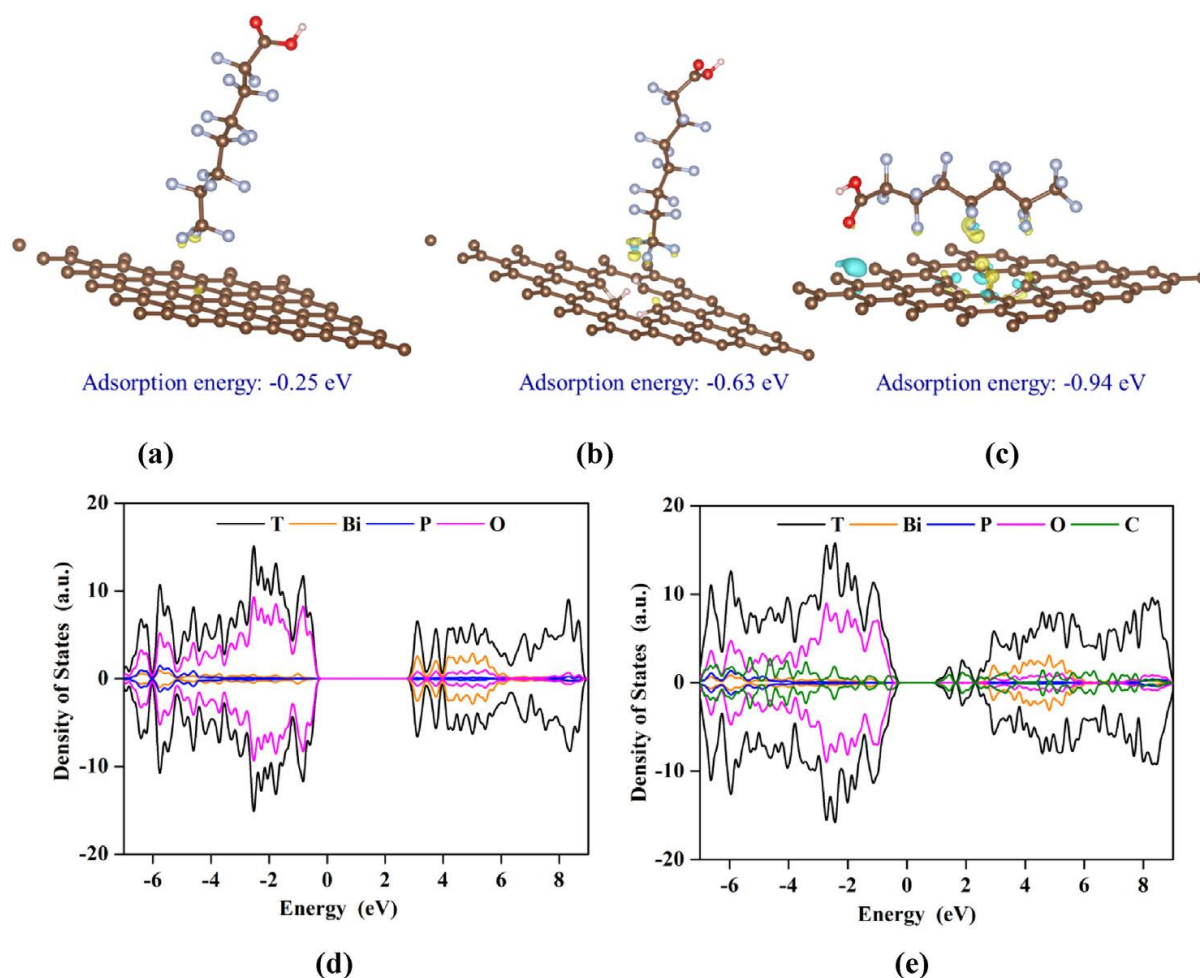 Adsorption energy: -0.25 eV
Adsorption energy: -0.63 eV
Adsorption energy: -0.94 eV
(a)
(b)
(c)
20
10
0
-10
-20
Density of States (a.u.)
T Bi P O
-6 -4 -2 0 2 4 6 8
Energy (eV)
(d)
20
10
0
-10
-20
Density of States (a.u.)
T Bi P O C
-6 -4 -2 0 2 4 6 8
Energy (eV)
(e)